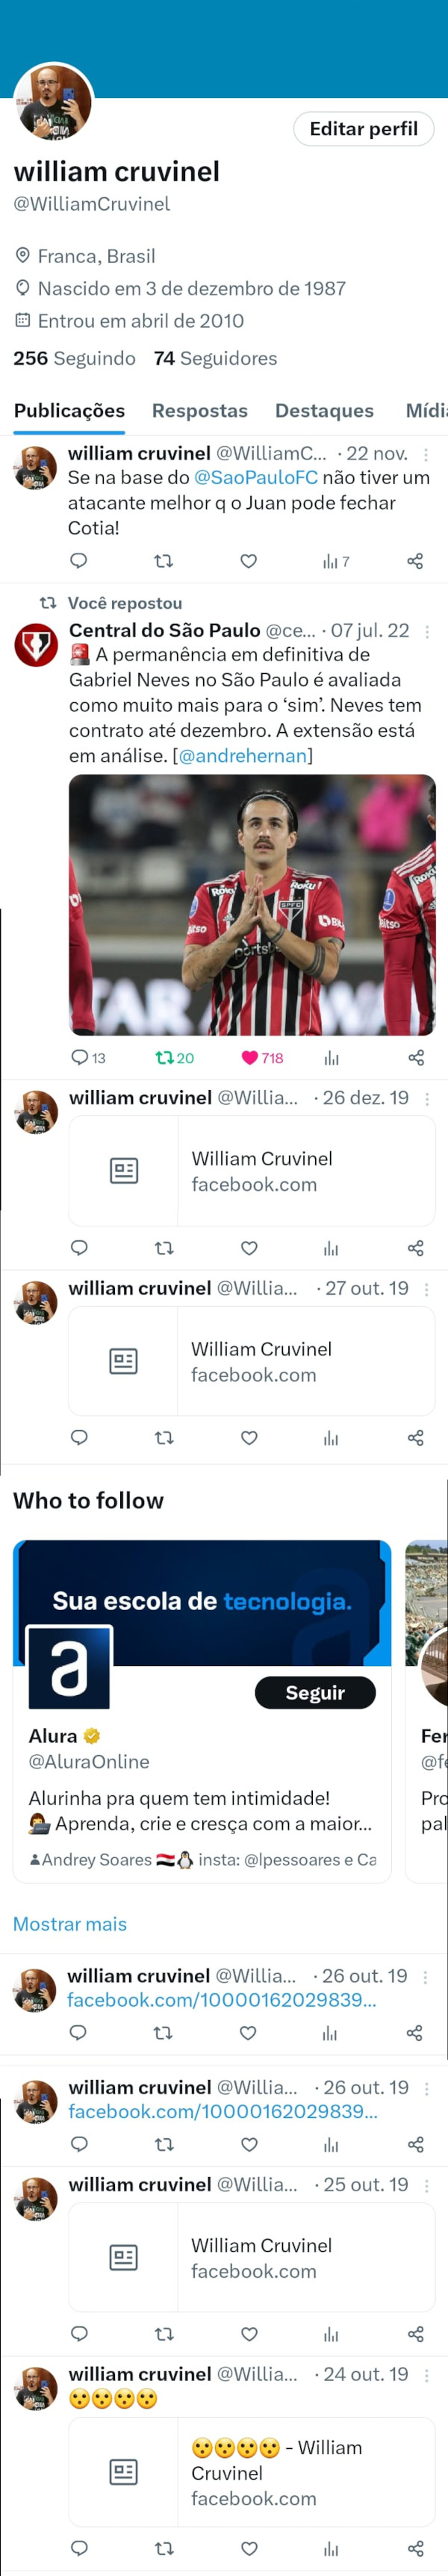 Editar perfil
william cruvinel
@WilliamCruvinel
Franca, Brasil
Nascido em 3 de dezembro de 1987
Entrou em abril de 2010
256 Seguindo 74 Seguidores
Publicações Respostas Destaques Mídi
william cruvinel @WilliamC... · 22 nov.
Se na base do @SaoPauloFC não tiver um
atacante melhor q o Juan pode fechar
Cotia!
7
Você repostou
Central do São Paulo @ce... · 07 jul. 22
🚨 A permanência em definitiva de
Gabriel Neves no São Paulo é avaliada
como muito mais para o ‘sim’. Neves tem
contrato até dezembro. A extensão está
em análise. [@andrehernan]
Roku!
SPFC
13 20 718
william cruvinel @Willia... · 26 dez. 19
William Cruvinel
facebook.com
william cruvinel @Willia... · 27 out. 19
William Cruvinel
facebook.com
Who to follow
Sua escola de tecnologia.
a
Seguir
Alura
@AluraOnline
Alurinha pra quem tem intimidade!
👩‍💻 Aprenda, crie e cresça com a maior...
Andrey Soares 🇾🇪🐧 insta: @lpessoares e Ca
Fer
@fe
Pro
pal
Mostrar mais
william cruvinel @Willia... · 26 out. 19
facebook.com/10000162029839...
william cruvinel @Willia... · 26 out. 19
facebook.com/10000162029839...
william cruvinel @Willia... · 25 out. 19
William Cruvinel
facebook.com
william cruvinel @Willia... · 24 out. 19
😮😮😮😮
😮😮😮😮 - William
Cruvinel
facebook.com